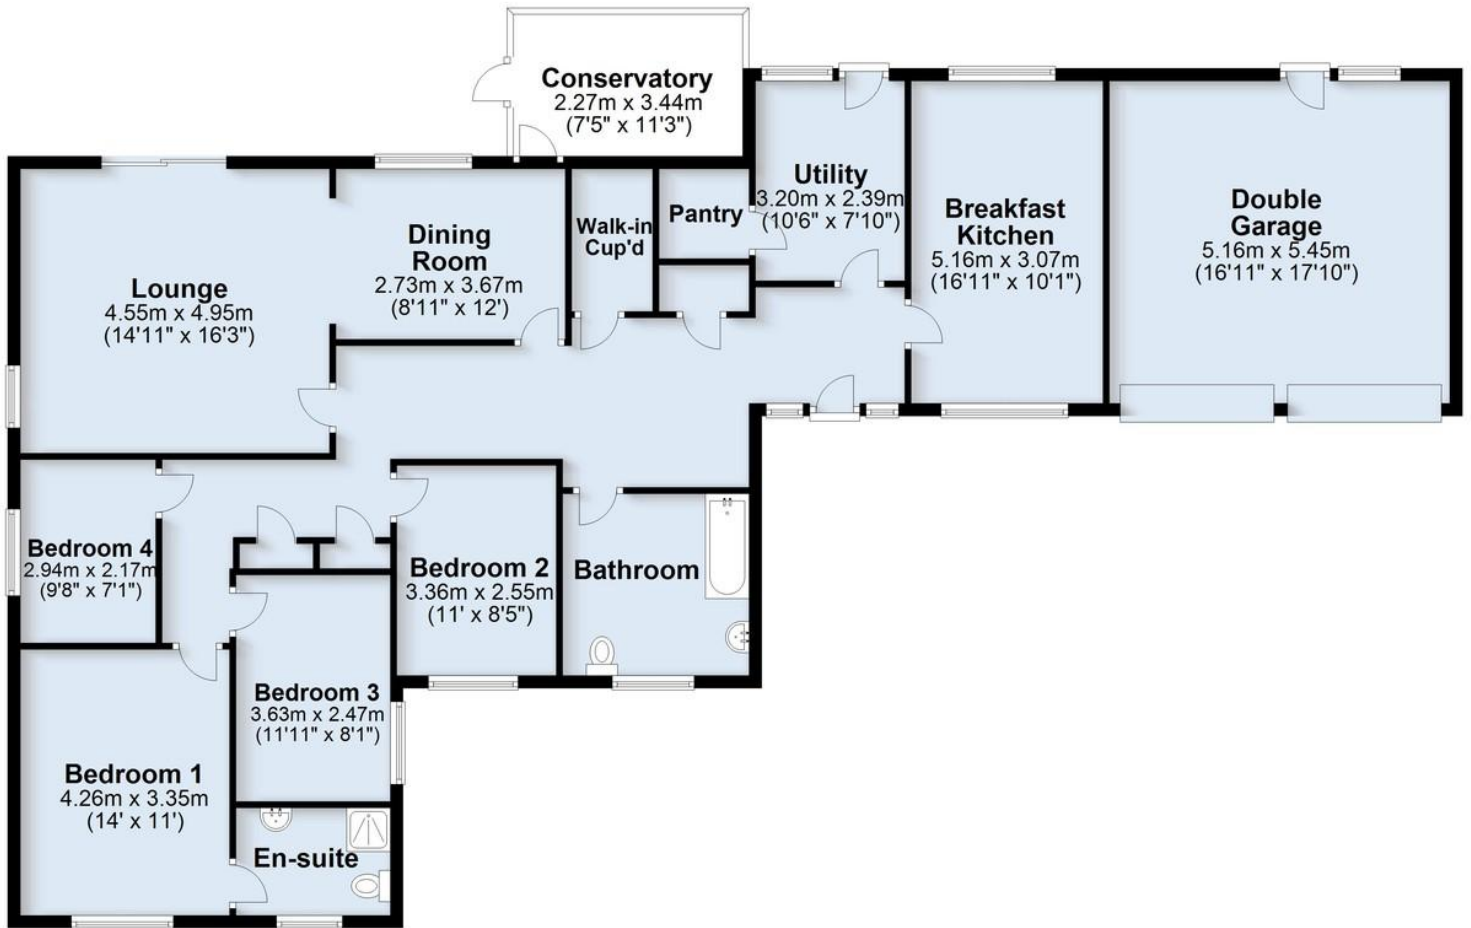 Conservatory
2.27m x 3.44m
(7'5" x 11'3")
Utility
3.20m x 2.39m
(10'6" x 7'10")
Breakfast
Kitchen
5.16m x 3.07m
(16'11" x 10'1")
Double
Garage
5.16m x 5.45m
(16'11" x 17'10")
Pantry
Walk-in
Cup'd
Dining
Room
2.73m x 3.67m
(8'11" x 12')
Lounge
4.55m x 4.95m
(14'11" x 16'3")
Bedroom 4
2.94m x 2.17m
(9'8" x 7'1")
Bedroom 2
3.36m x 2.55m
(11' x 8'5")
Bathroom
Bedroom 3
3.63m x 2.47m
(11'11" x 8'1")
Bedroom 1
4.26m x 3.35m
(14' x 11')
En-suite